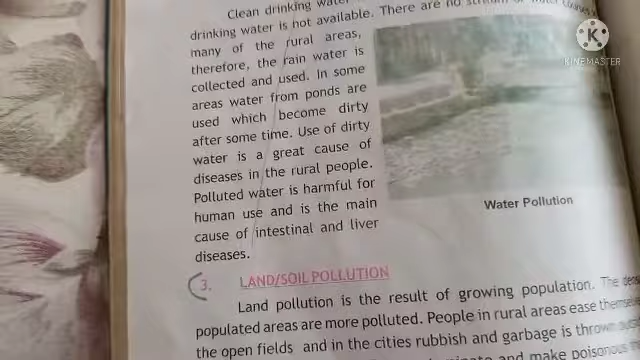 Clean drinking water
drinking water is not available. There are no
many of the rural areas,
therefore, the rain water is
collected and used. In some
areas water from ponds are
used which become dirty
after some time. Use of dirty
water is a great cause of
diseases in the rural people.
Polluted water is harmful for
human use and is the main
cause of intestinal and liver
diseases.
KINEMASTER
Water Pollution
3. LAND/SOIL POLLUTION
Land pollution is the result of growing population. The
populated areas are more polluted. People in rural areas ease
the open fields and in the cities rubbish and garbage is thrown
and make poisonous